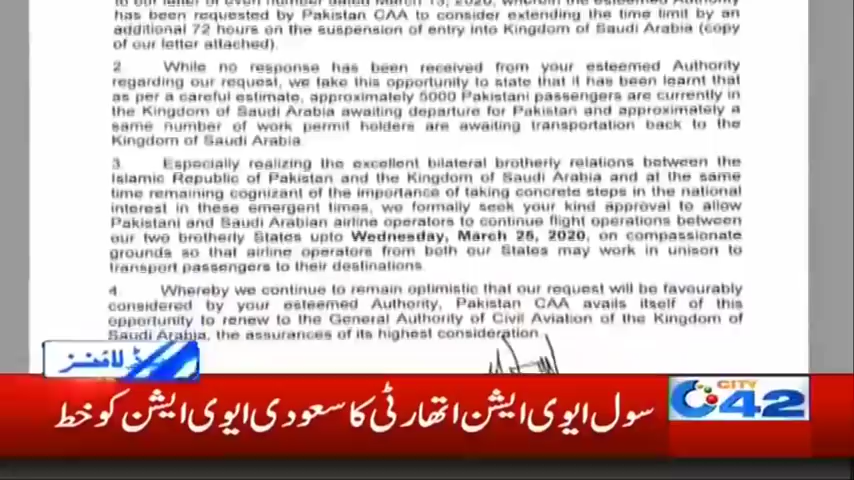 to our letter of even number dated March 13, 2020, wherein the esteemed Authority
has been requested by Pakistan CAA to consider extending the time limit by an
additional 72 hours on the suspension of entry into Kingdom of Saudi Arabia (copy
of our letter attached).
2. While no response has been received from your esteemed Authority
regarding our request, we take this opportunity to state that it has been learnt that
as per a careful estimate, approximately 5000 Pakistani passengers are currently in
the Kingdom of Saudi Arabia awaiting departure for Pakistan and approximately a
same number of work permit holders are awaiting transportation back to the
Kingdom of Saudi Arabia.
3. Especially realizing the excellent bilateral brotherly relations between the
Islamic Republic of Pakistan and the Kingdom of Saudi Arabia and at the same
time remaining cognizant of the importance of taking concrete steps in the national
interest in these emergent times, we formally seek your kind approval to allow
Pakistani and Saudi Arabian airline operators to continue flight operations between
our two brotherly States upto Wednesday, March 25, 2020, on compassionate
grounds so that airline operators from both our States may work in unison to
transport passengers to their destinations.
4. Whereby we continue to remain optimistic that our request will be favourably
considered by your esteemed Authority, Pakistan CAA avails itself of this
opportunity to renew to the General Authority of Civil Aviation of the Kingdom of
Saudi Arabia, the assurances of its highest consideration.
ہیڈلائنز
سول ایوی ایشن اتھارٹی کا سعودی ایوی ایشن کو خط
CITY
42